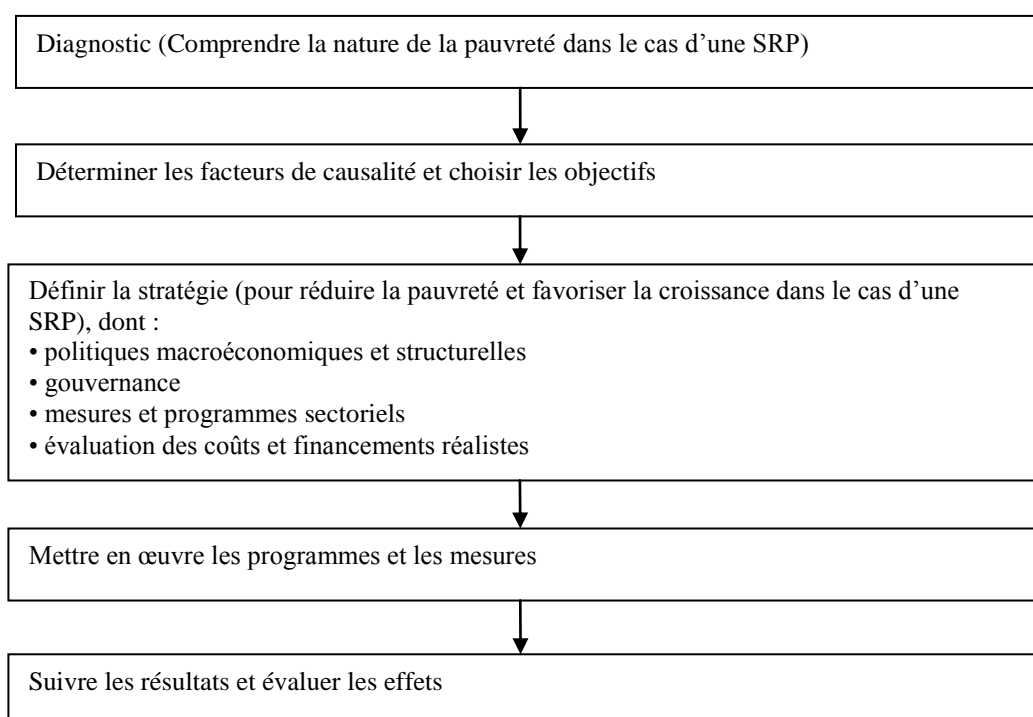 Diagnostic (Comprendre la nature de la pauvreté dans le cas d’une SRP)
Déterminer les facteurs de causalité et choisir les objectifs
Définir la stratégie (pour réduire la pauvreté et favoriser la croissance dans le cas d’une
SRP), dont :
• politiques macroéconomiques et structurelles
• gouvernance
• mesures et programmes sectoriels
• évaluation des coûts et financements réalistes
Mettre en œuvre les programmes et les mesures
Suivre les résultats et évaluer les effets